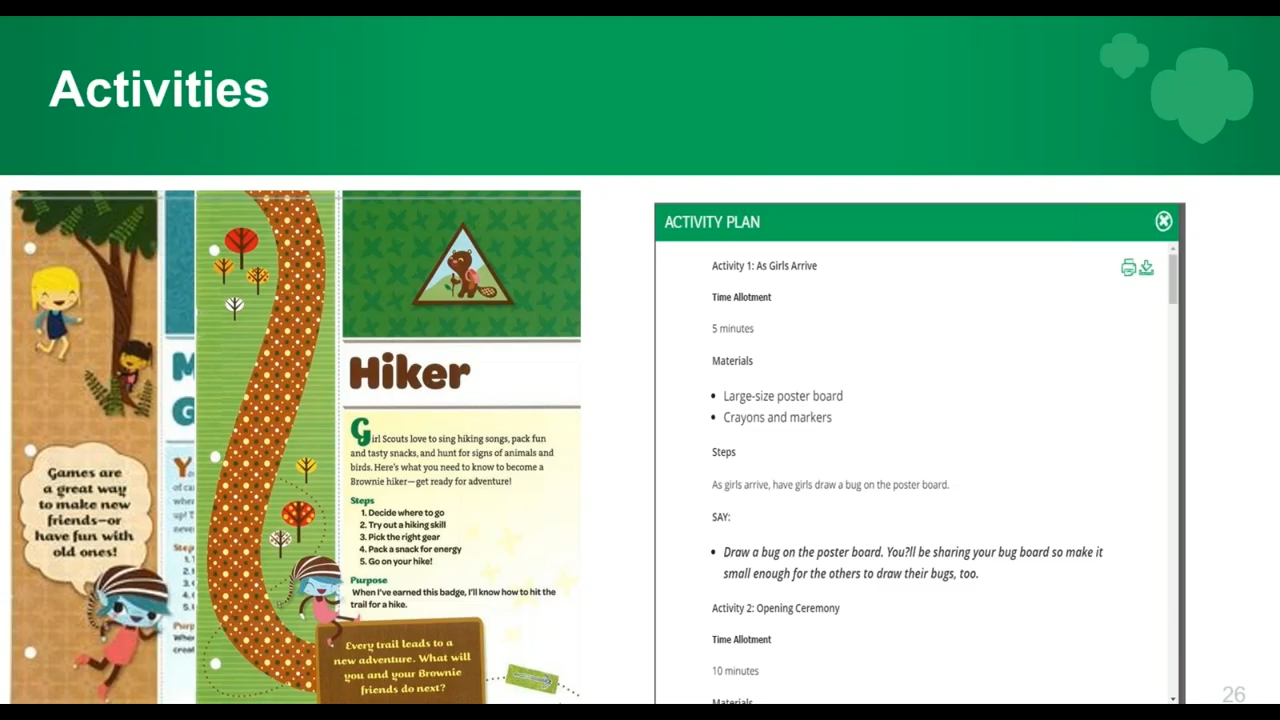 Activities
Games are
a great way
to make new
friends—or
have fun with
old ones!
Hiker
Girl Scouts love to sing hiking songs, pack fun
and tasty snacks, and hunt for signs of animals and
birds. Here's what you need to know to become a
Brownie hiker—get ready for adventure!
Steps
1. Decide where to go
2. Try out a hiking skill
3. Pick the right gear
4. Pack a snack for energy
5. Go on your hike!
Purpose
When I've earned this badge, I'll know how to hit the
trail for a hike.
Every trail leads to a
new adventure. What will
you and your Brownie
friends do next?
ACTIVITY PLAN
Activity 1: As Girls Arrive
Time Allotment
5 minutes
Materials
• Large-size poster board
• Crayons and markers
Steps
As girls arrive, have girls draw a bug on the poster board.
SAY:
• Draw a bug on the poster board. You?ll be sharing your bug board so make it
small enough for the others to draw their bugs, too.
Activity 2: Opening Ceremony
Time Allotment
10 minutes
Materials
26